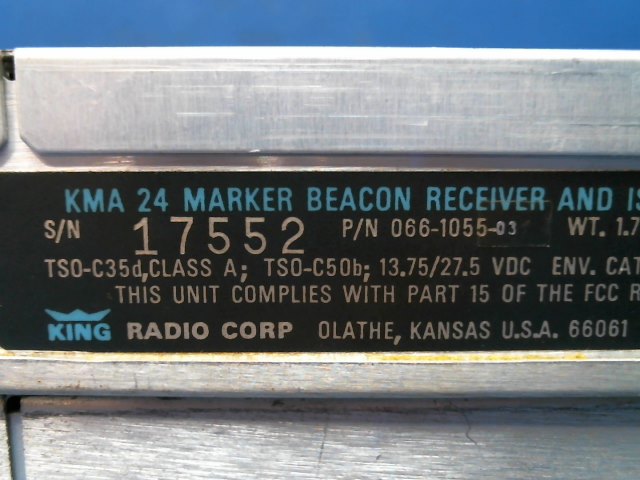 KMA 24 MARKER BEACON RECEIVER AND IS
S/N 17552 P/N 066-1055-03 WT. 1.7
TSO-C35d,CLASS A; TSO-C50b; 13.75/27.5 VDC ENV. CAT
THIS UNIT COMPLIES WITH PART 15 OF THE FCC R
KING RADIO CORP OLATHE, KANSAS U.S.A. 66061